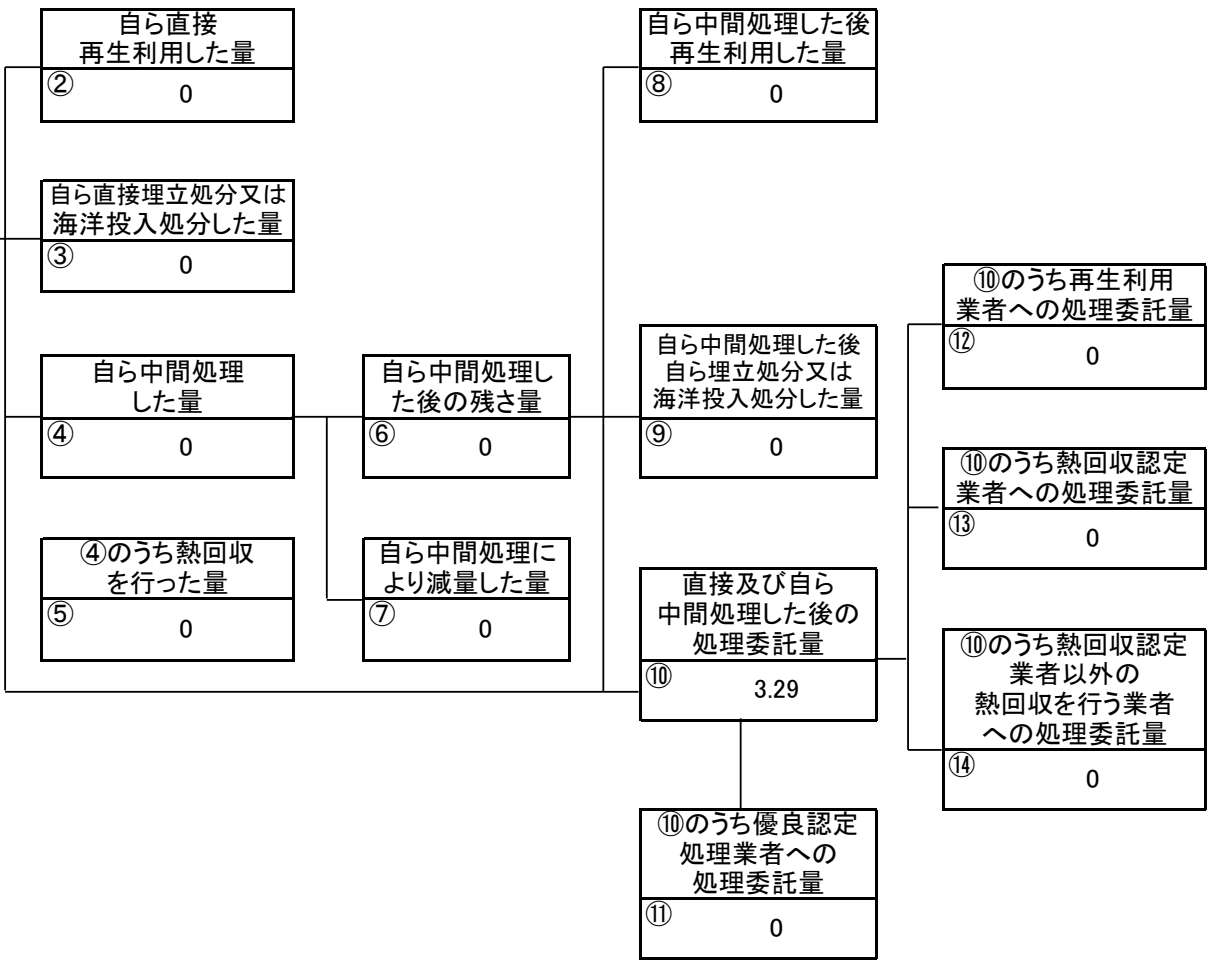 自ら直接
再生利用した量
②
0
自ら中間処理した後
再生利用した量
⑧
0
自ら直接埋立処分又は
海洋投入処分した量
③
0
⑩のうち再生利用
業者への処理委託量
⑫
0
自ら中間処理
した量
④
0
自ら中間処理し
た後の残さ量
⑥
0
自ら中間処理した後
自ら埋立処分又は
海洋投入処分した量
⑨
0
⑩のうち熱回収認定
業者への処理委託量
⑬
0
④のうち熱回収
を行った量
⑤
0
自ら中間処理に
より減量した量
⑦
0
直接及び自ら
中間処理した後の
処理委託量
⑩
3.29
⑩のうち熱回収認定
業者以外の
熱回収を行う業者
への処理委託量
⑭
0
⑩のうち優良認定
処理業者への
処理委託量
⑪
0